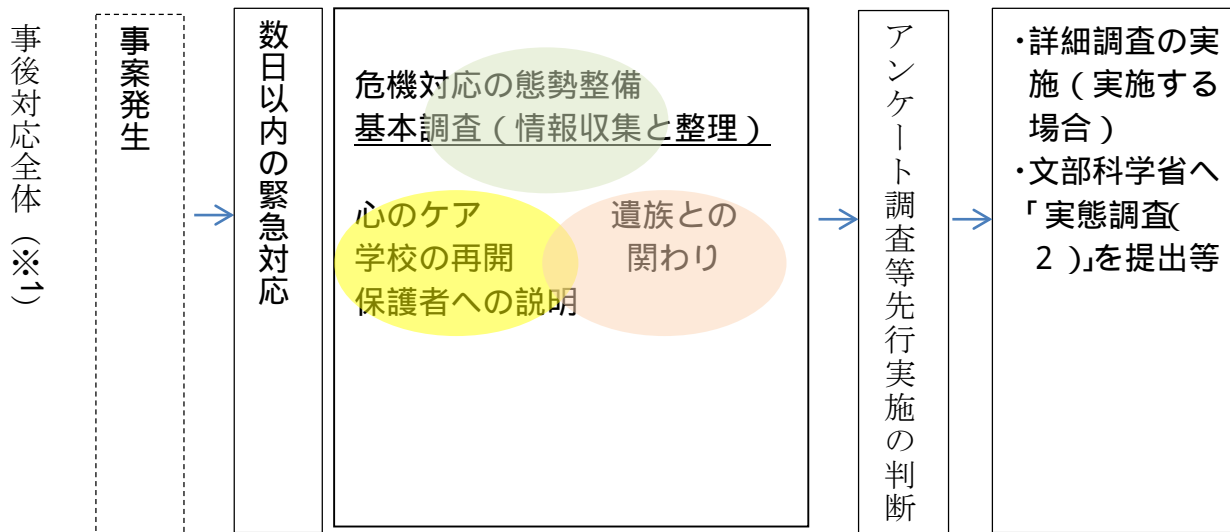 事後対応全体（※1）
事案発生
数日以内の緊急対応
危機対応の態勢整備
基本調査（情報収集と整理）
心のケア
学校の再開
保護者への説明
遺族との
関わり
アンケート調査等先行実施の判断
・詳細調査の実
施（実施する
場合）
・文部科学省へ
「実態調査(
2）」を提出等